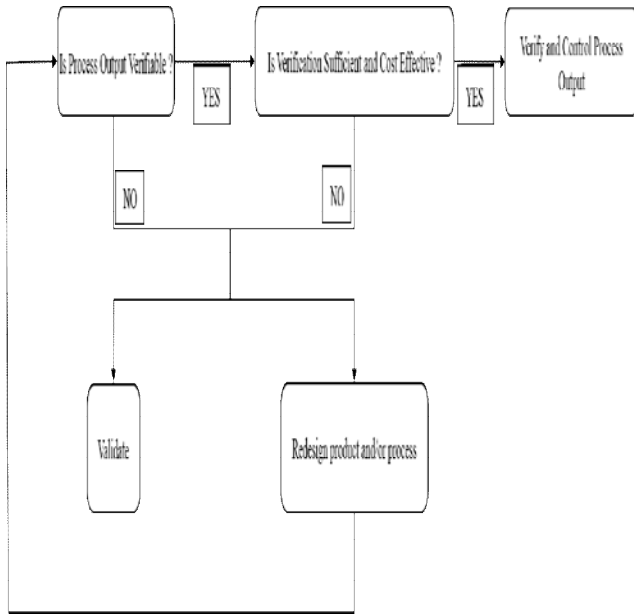 Is Process Output Verifiable ?
YES
Is Verification Sufficient and Cost Effective ?
YES
Verify and Control Process
Output
NO
NO
Validate
Redesign product and/or process